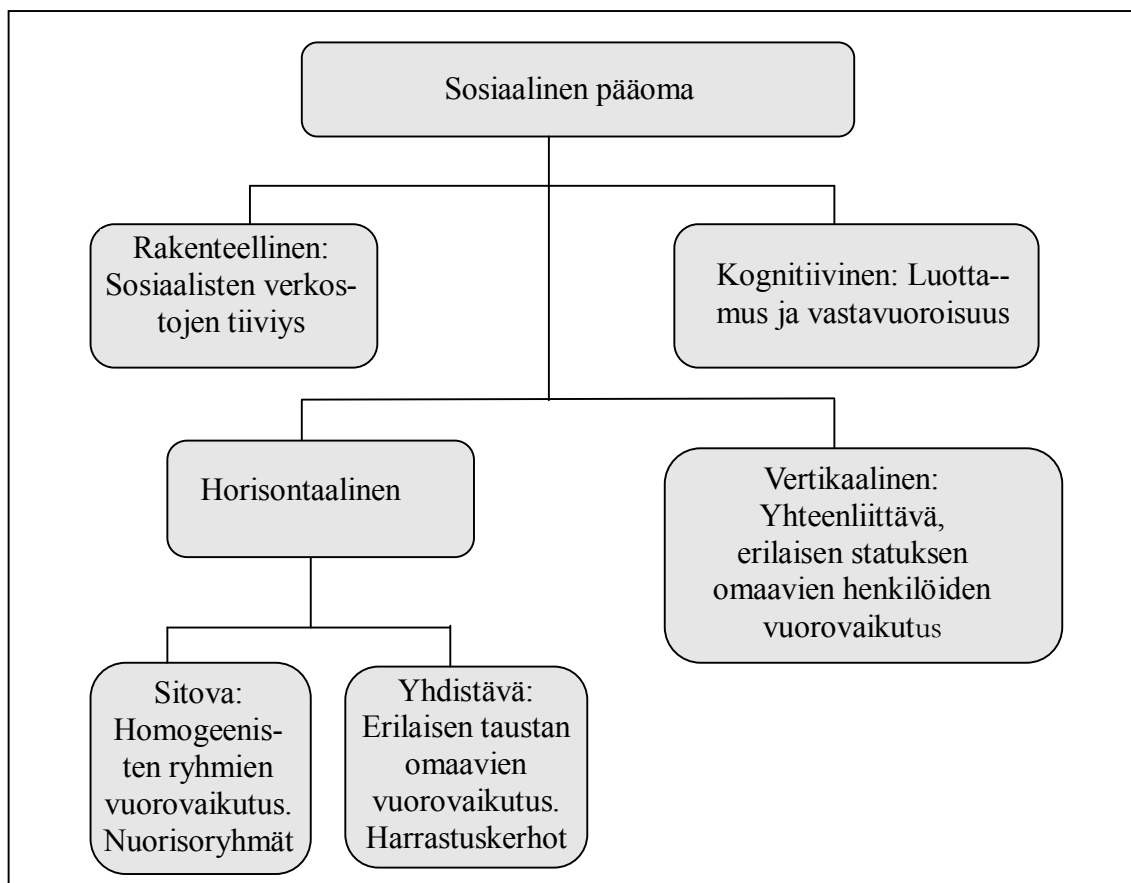 Sosiaalinen pääoma
Rakenteellinen:
Sosiaalisten verkos-
tojen tiiviys
Kognitiivinen: Luotta--
mus ja vastavuoroisuus
Horisontaalinen
Vertikaalinen:
Yhteenliittävä,
erilaisen statuksen
omaavien henkilöiden
vuorovaikutus
Sitova:
Homogeenis-
ten ryhmien
vuorovaikutus.
Nuorisoryhmät
Yhdistävä:
Erilaisen taustan
omaavien
vuorovaikutus.
Harrastuskerhot